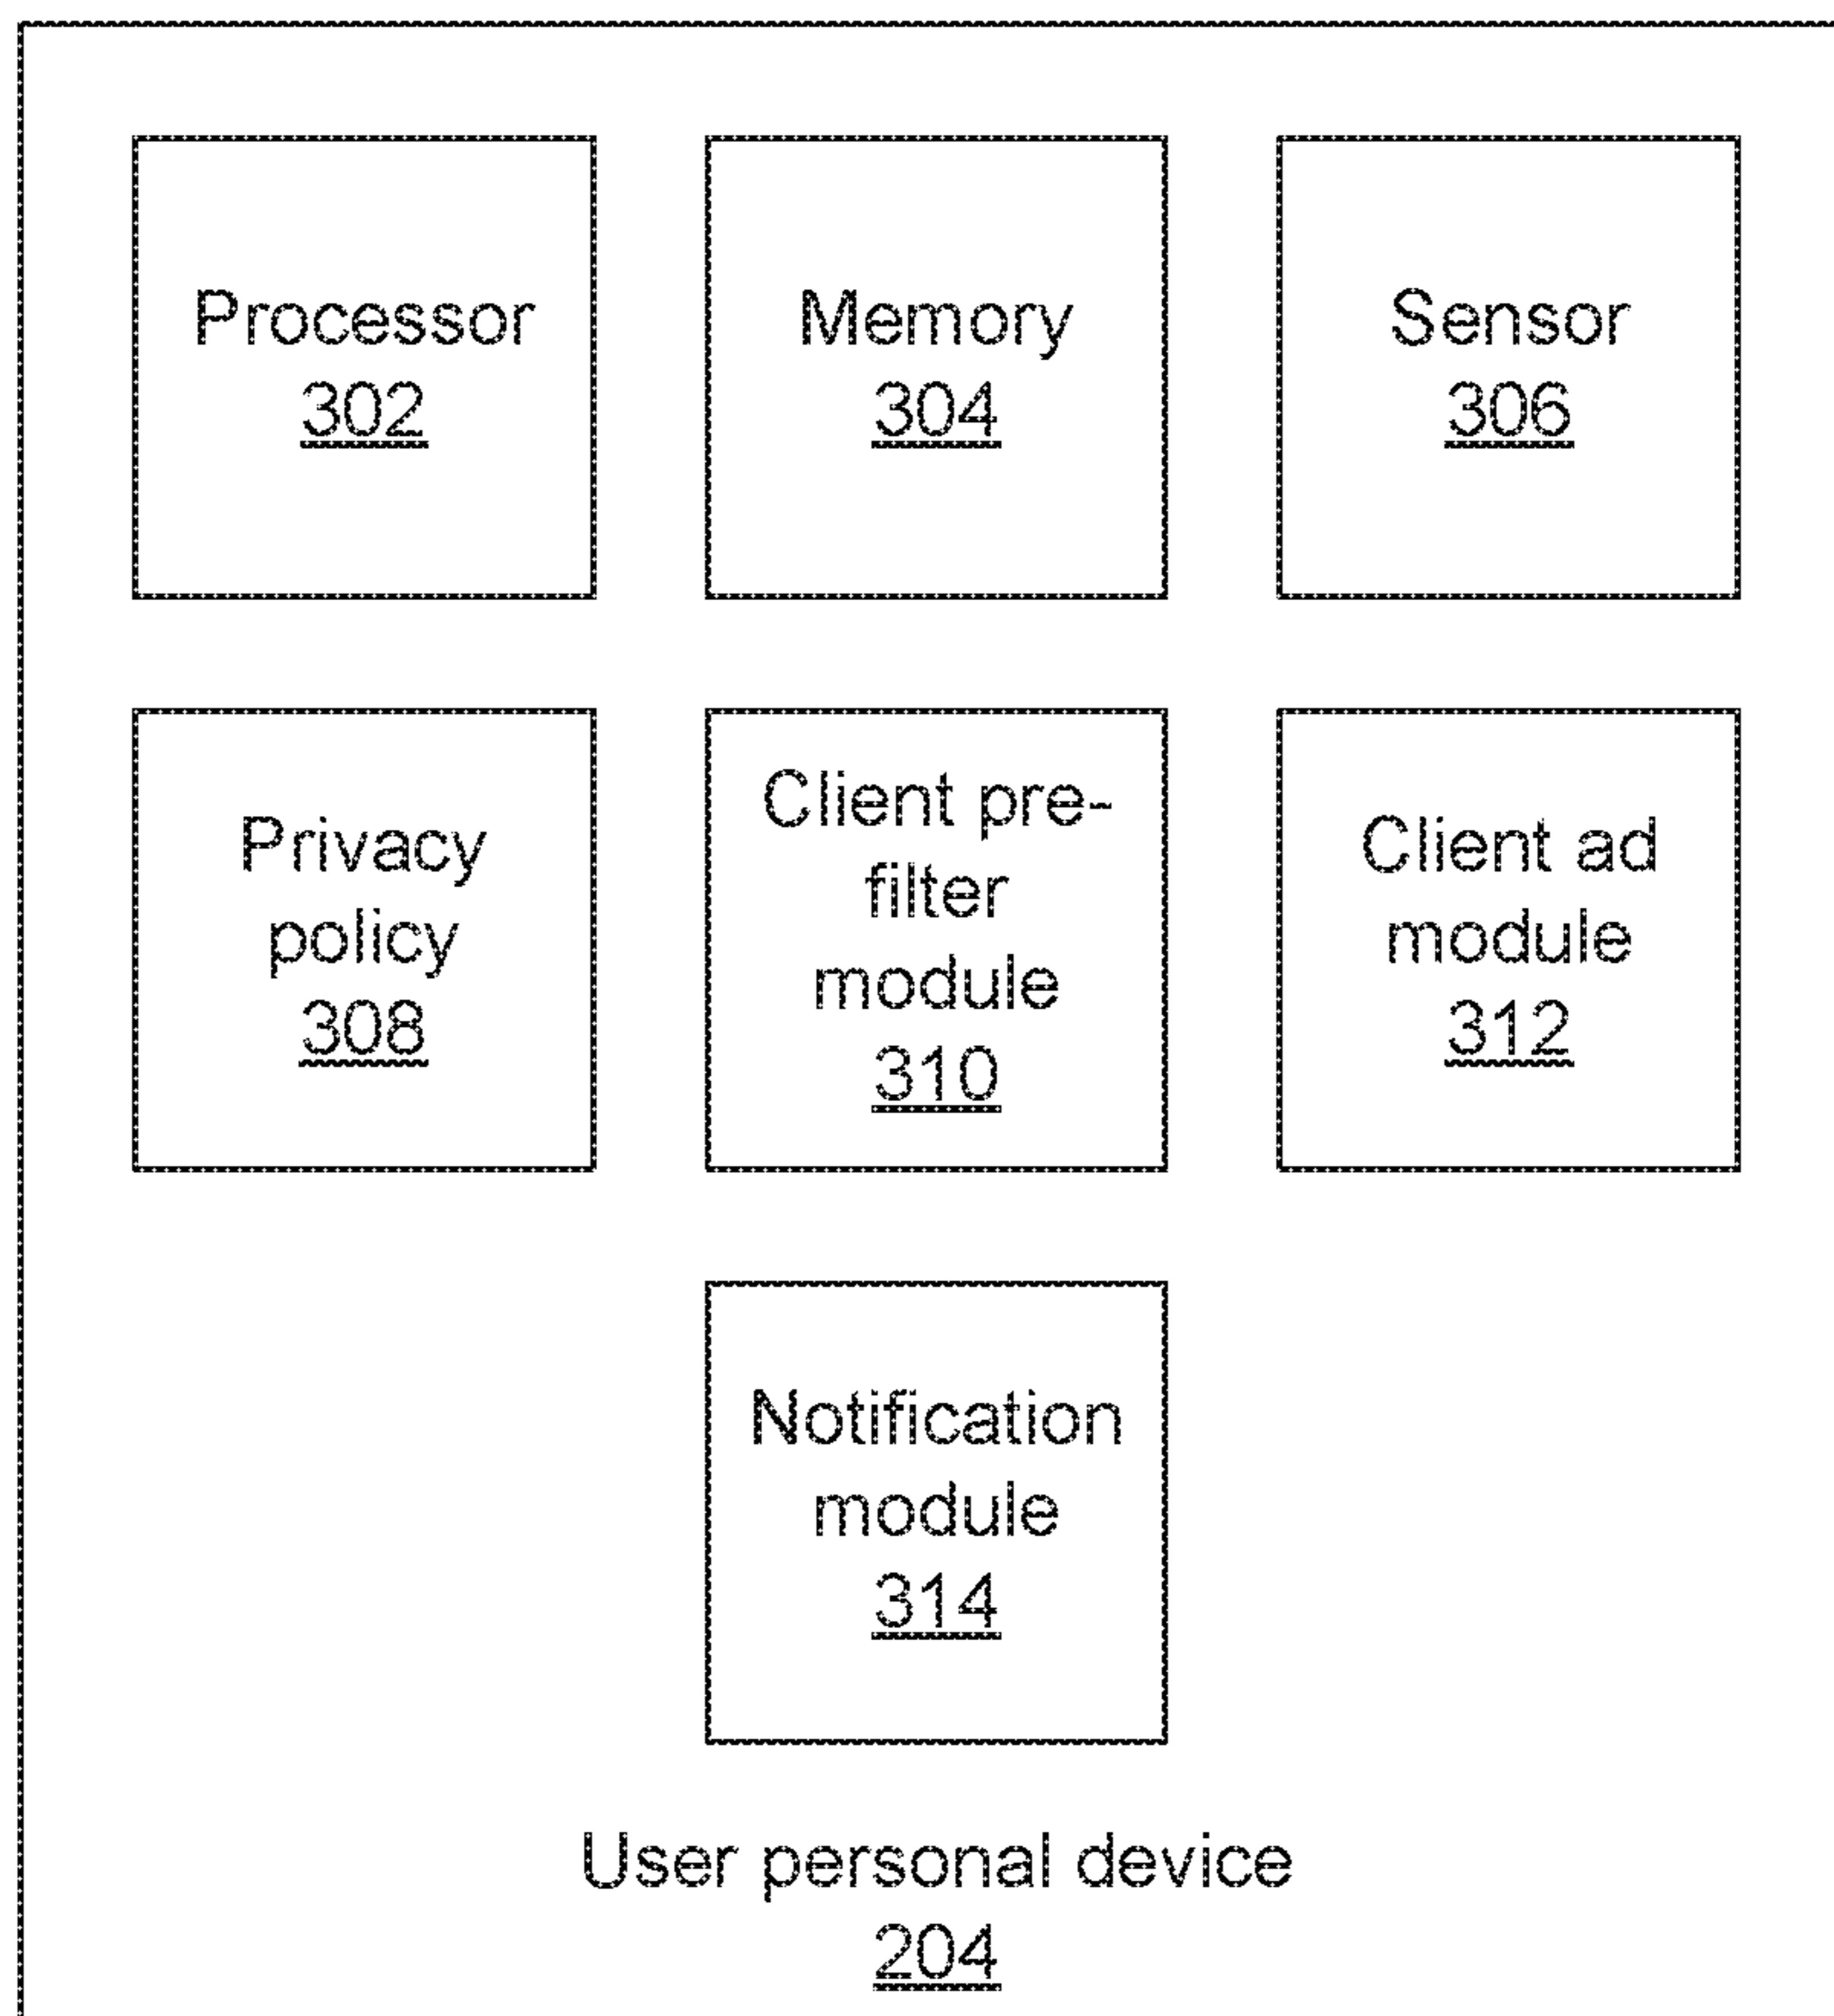 Processor
302
Memory
304
Sensor
306
Privacy
policy
308
Client pre-
filter
module
310
Client ad
module
312
Notification
module
314
User personal device
204